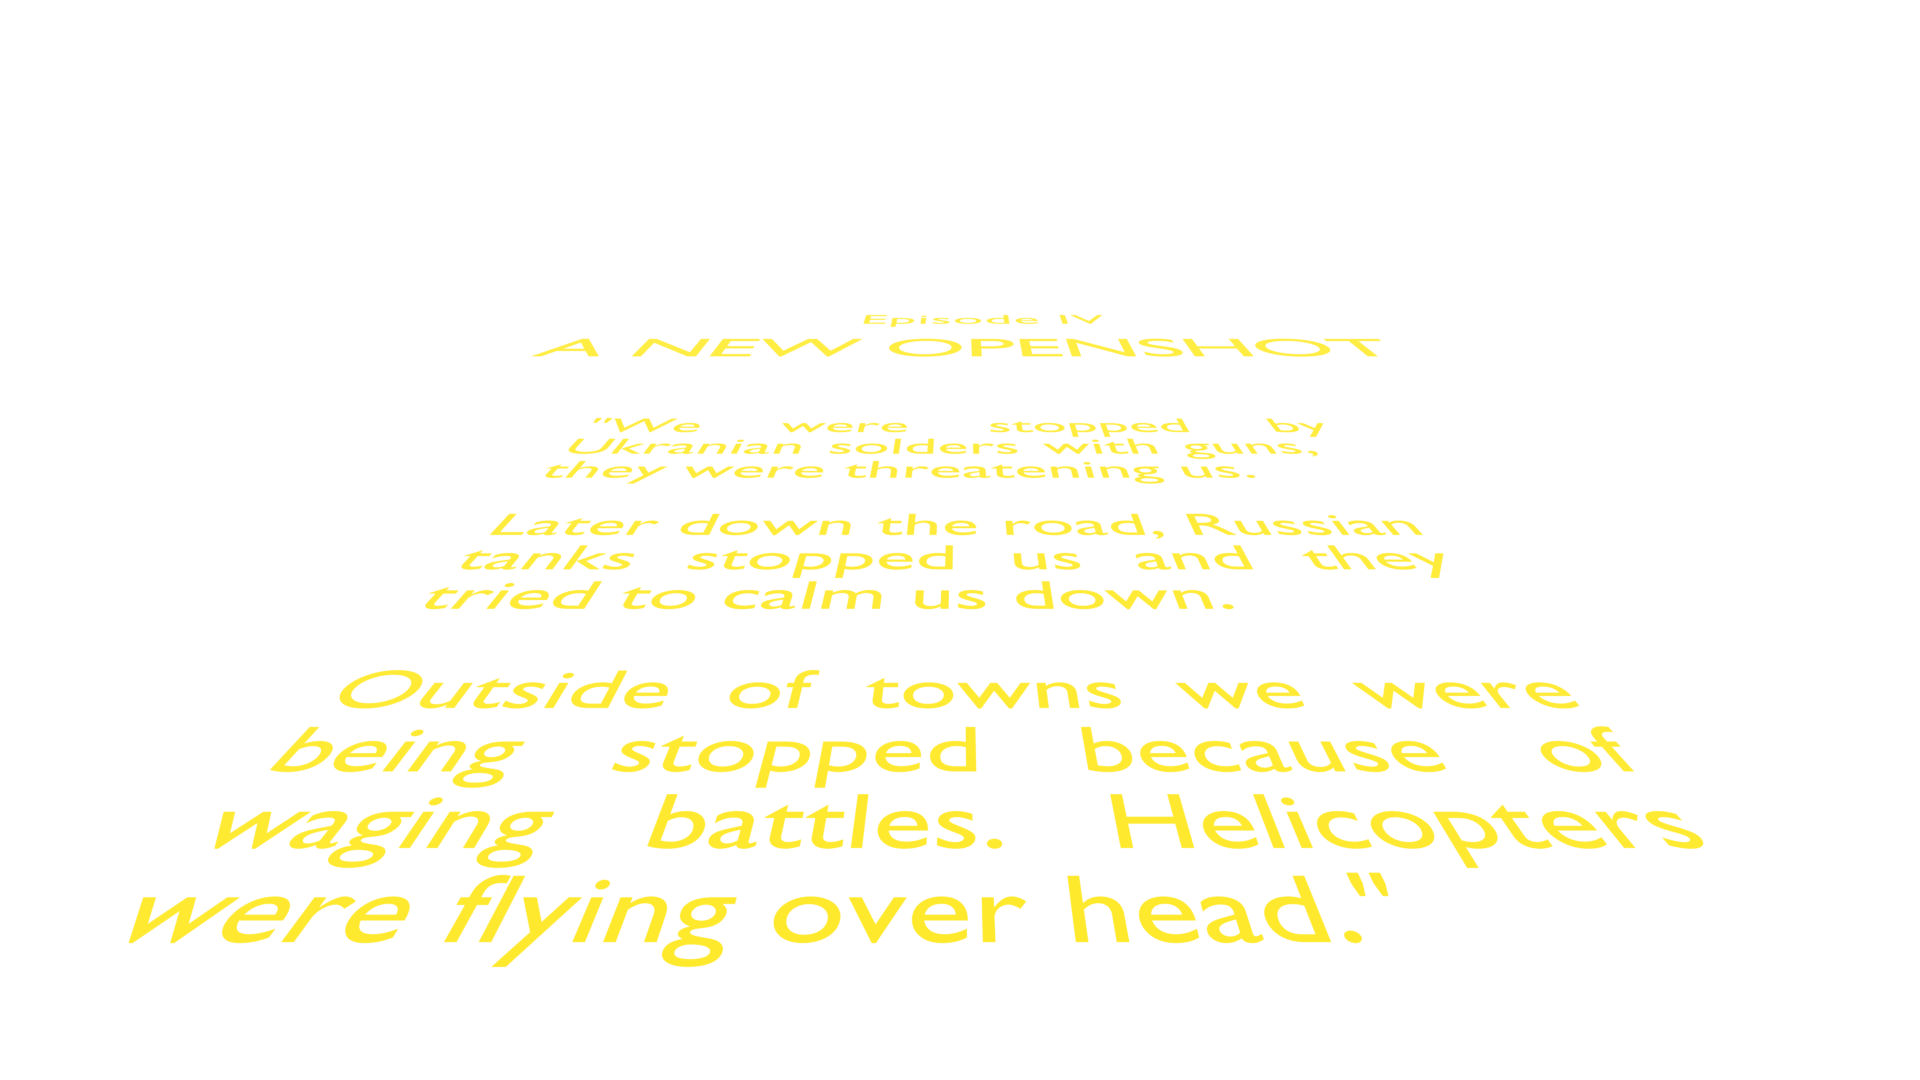 Episode IV
A NEW OPENSHOT
"We were stopped by
Ukranian solders with guns,
they were threatening us.
Later down the road, Russian
tanks stopped us and they
tried to calm us down.
Outside of towns we were
being stopped because of
waging battles. Helicopters
were flying over head."